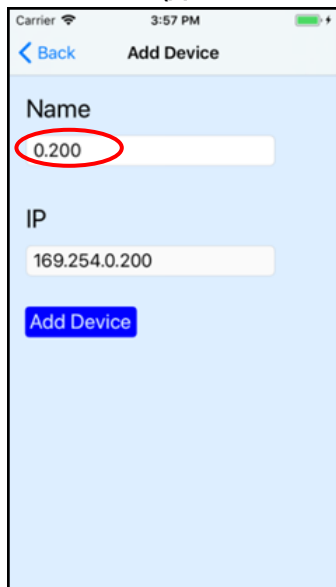 Carrier 3:57 PM
Back Add Device
Name
0.200
IP
169.254.0.200
Add Device